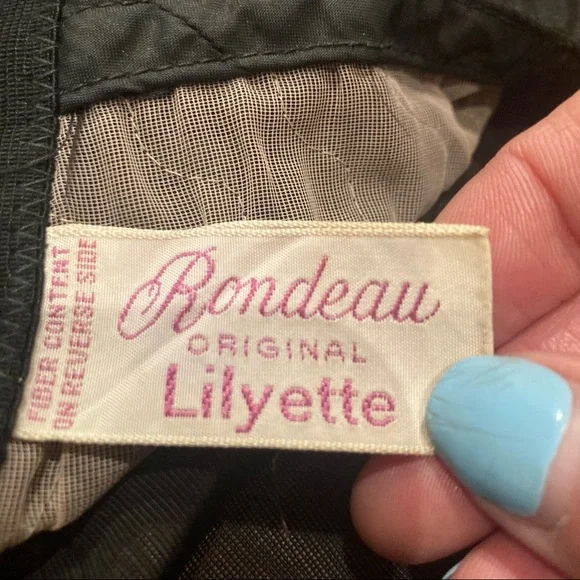 Rondeau
ORIGINAL
Lilyette
FIBER CONTENT
ON REVERSE SIDE